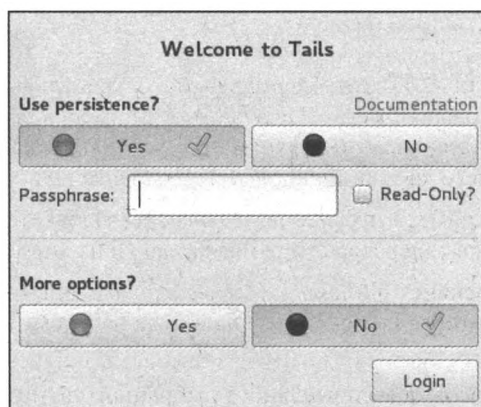 Welcome to Tails
Use persistence? Documentation
Yes No
Passphrase: Read-Only?
More options?
Yes No
Login